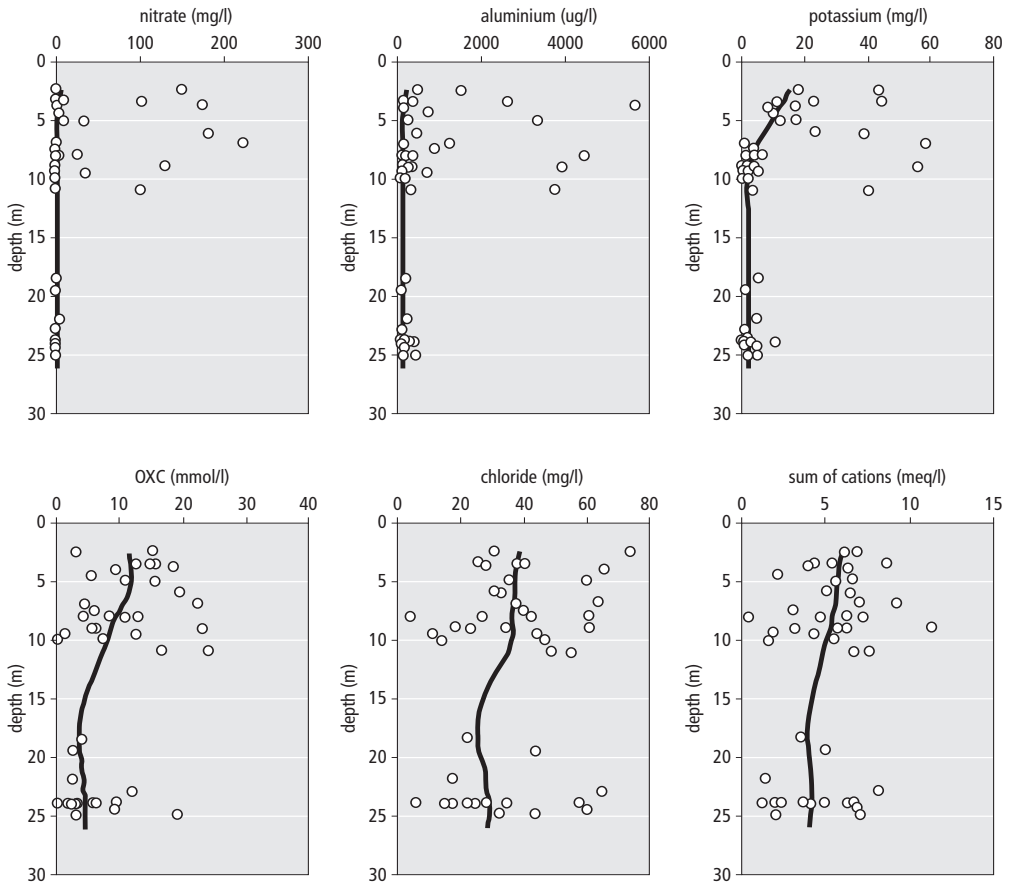 nitrate (mg/l) aluminium (ug/l) potassium (mg/l)
0 100 200 300 0 2000 4000 6000 0 20 40 60 80
0 0 0
5 5 5
10 10 10
15 15 15
depth (m) depth (m) depth (m)
20 20 20
25 25 25
30 30 30
OXC (mmol/l) chloride (mg/l) sum of cations (meq/l)
0 10 20 30 40 0 20 40 60 80 0 5 10 15
0 0 0
5 5 5
10 10 10
15 15 15
depth (m) depth (m) depth (m)
20 20 20
25 25 25
30 30 30